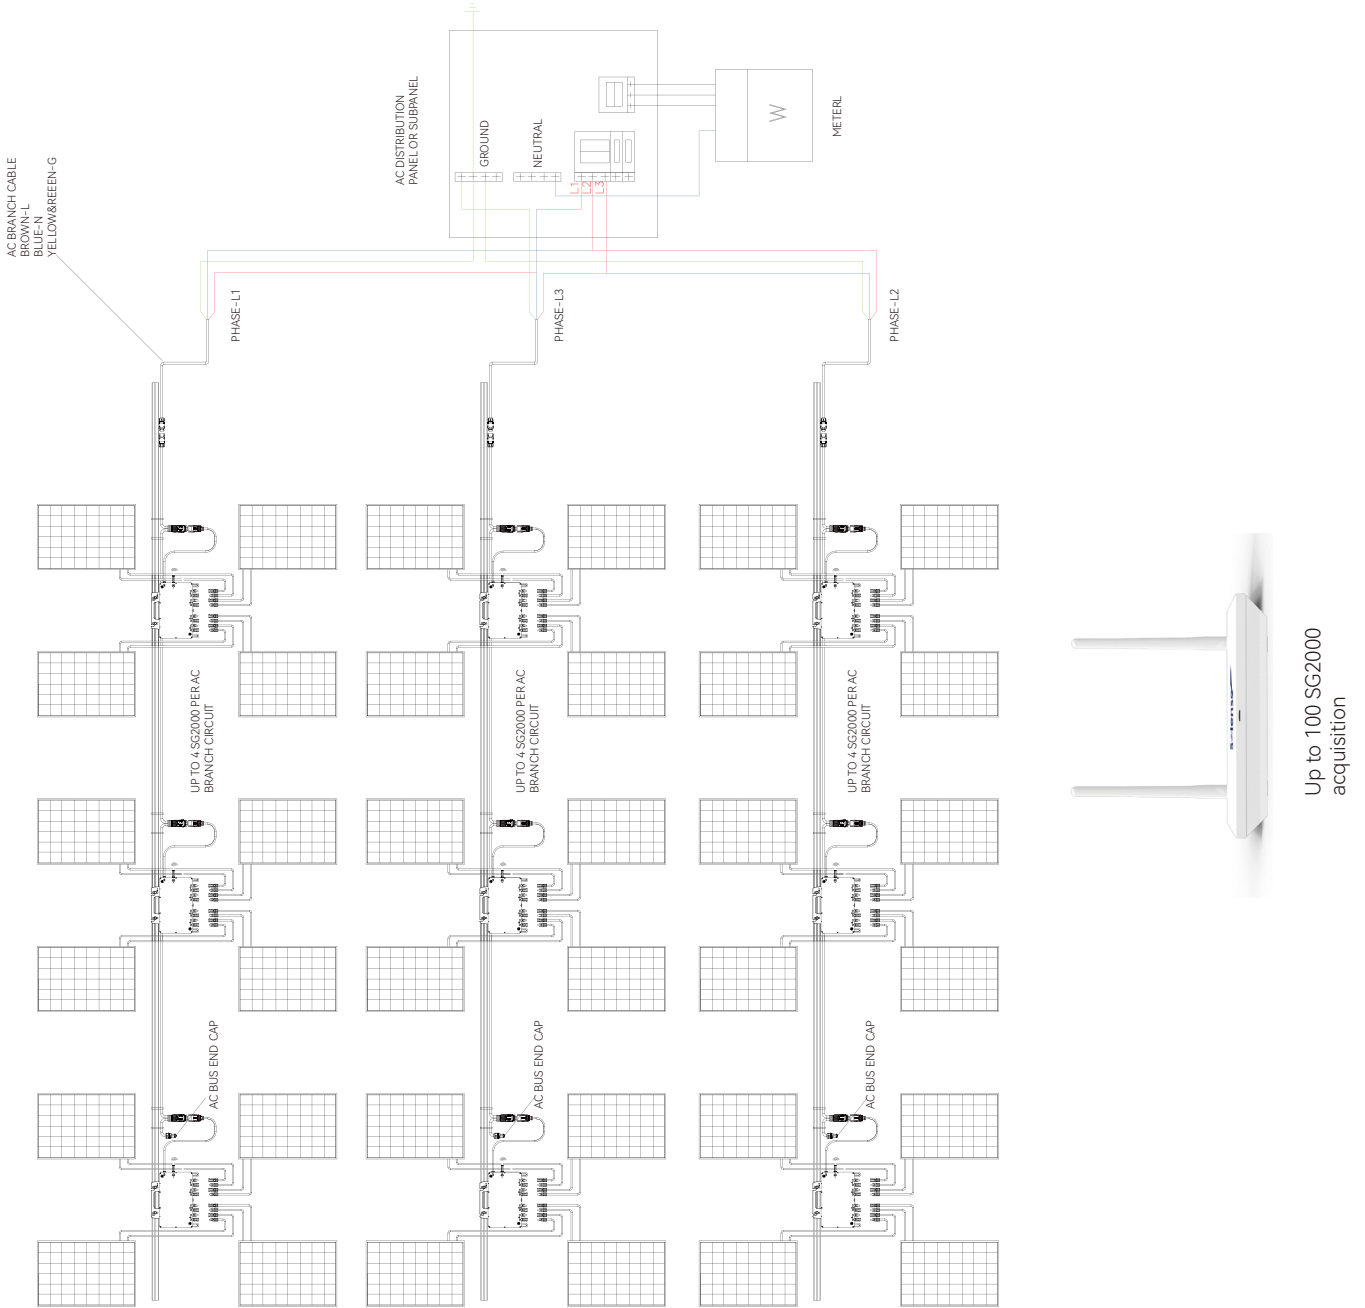 AC BRANCH CABLE
BROWN-L
BLUE-N
YELLOW&REEEN-G
AC DISTRIBUTION
PANEL OR SUBPANEL
GROUND
NEUTRAL
L1
L2
L3
W
METERL
PHASE-L1
PHASE-L3
PHASE-L2
UP TO 4 SG2000 PER AC
BRANCH CIRCUIT
UP TO 4 SG2000 PER AC
BRANCH CIRCUIT
UP TO 4 SG2000 PER AC
BRANCH CIRCUIT
AC BUS END CAP
AC BUS END CAP
AC BUS END CAP
Up to 100 SG2000
acquisition